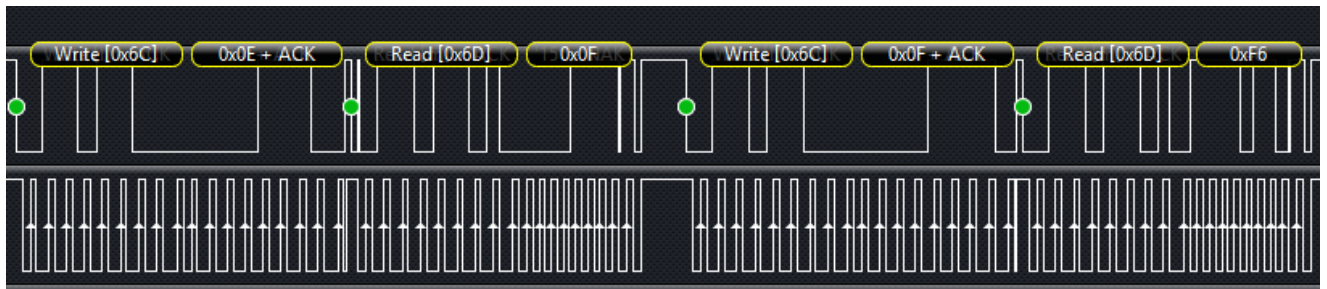 Write [0x6C] 0x0E + ACK Read [0x6D] 0x0F Write [0x6C] 0x0F + ACK Read [0x6D] 0xF6